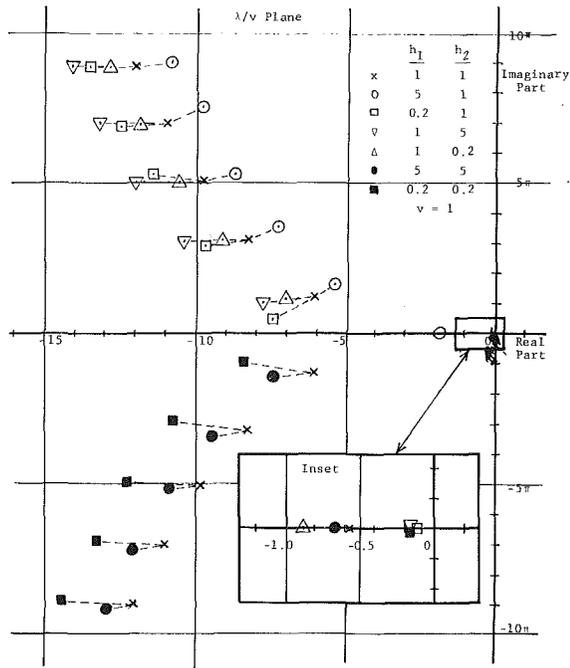 λ/ν Plane
10π
h₁ h₂
Imaginary
Part
× 1 1
○ 5 1
□ 0.2 1
▽ 1 5
△ 1 0.2
● 5 5
■ 0.2 0.2
ν = 1
5π
-15 -10 -5 0
Real
Part
Inset
-1.0 -0.5 0
-5π
-10π